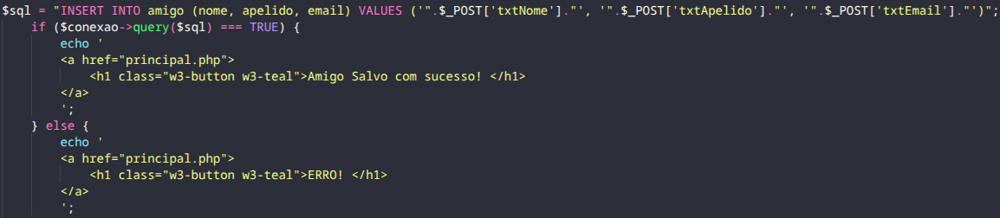 $sql = "INSERT INTO amigo (nome, apelido, email) VALUES ('".$_POST['txtNome']."', '".$_POST['txtApelido']."', '".$_POST['txtEmail']."')";
    if ($conexao->query($sql) === TRUE) {
        echo '
        <a href="principal.php">
            <h1 class="w3-button w3-teal">Amigo Salvo com sucesso! </h1>
        </a>
        ';
    } else {
        echo '
        <a href="principal.php">
            <h1 class="w3-button w3-teal">ERRO! </h1>
        </a>
        ';